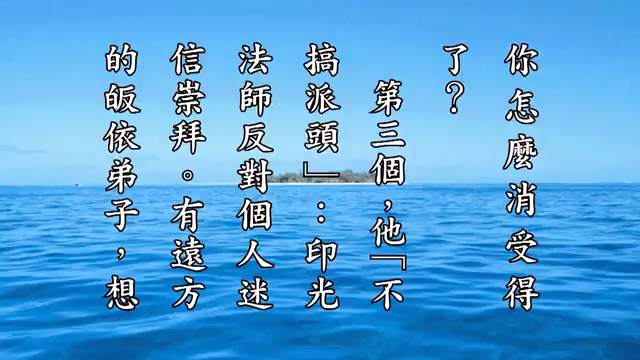 你怎麼消受得
了？
第三個，他「不
搞派頭」：印光
法師反對個人迷
信崇拜。有遠方
的皈依弟子，想